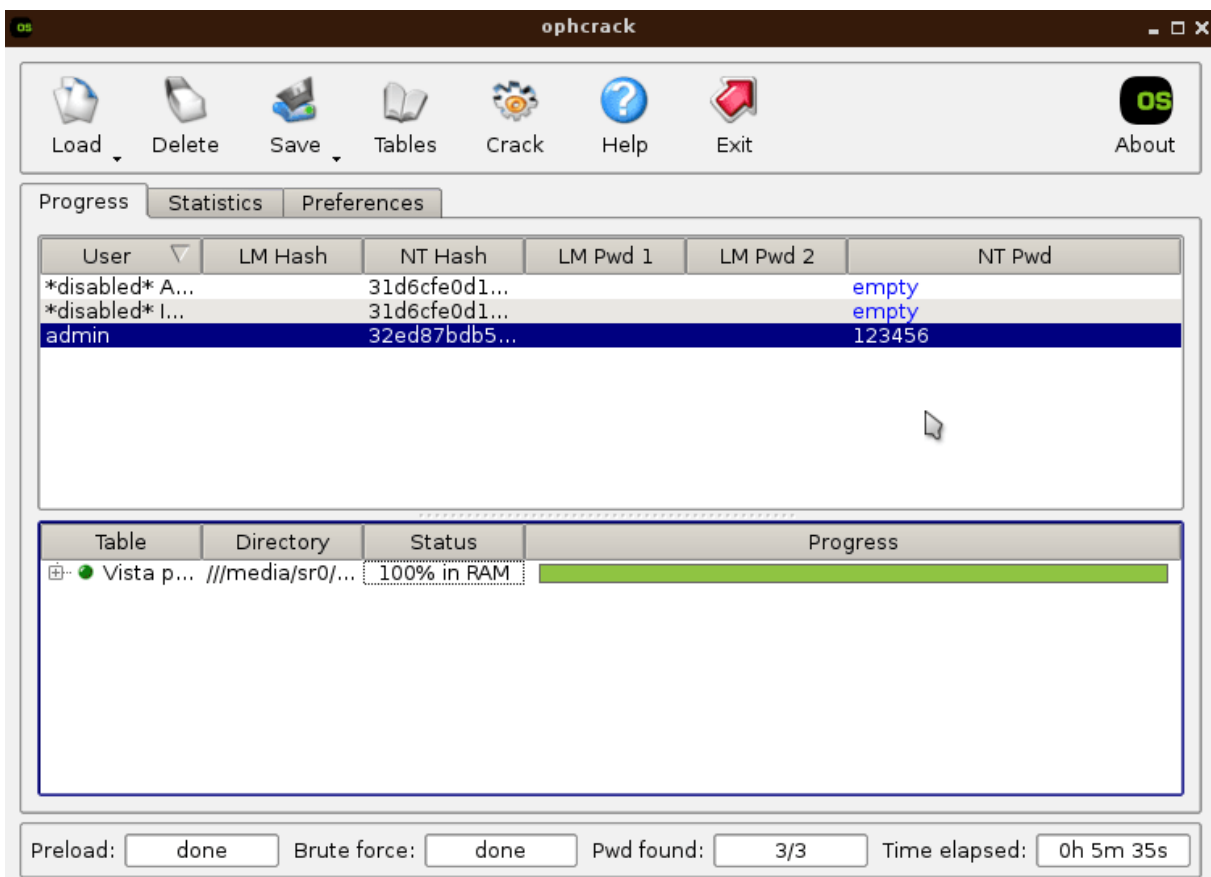 os ophcrack
Load Delete Save Tables Crack Help Exit OS About
Progress Statistics Preferences
User LM Hash NT Hash LM Pwd 1 LM Pwd 2 NT Pwd
*disabled* A... 31d6cfe0d1... empty
*disabled* I... 31d6cfe0d1... empty
admin 32ed87bdb5... 123456
Table Directory Status Progress
Vista p... ///media/sr0/... 100% in RAM
Preload: done Brute force: done Pwd found: 3/3 Time elapsed: 0h 5m 35s